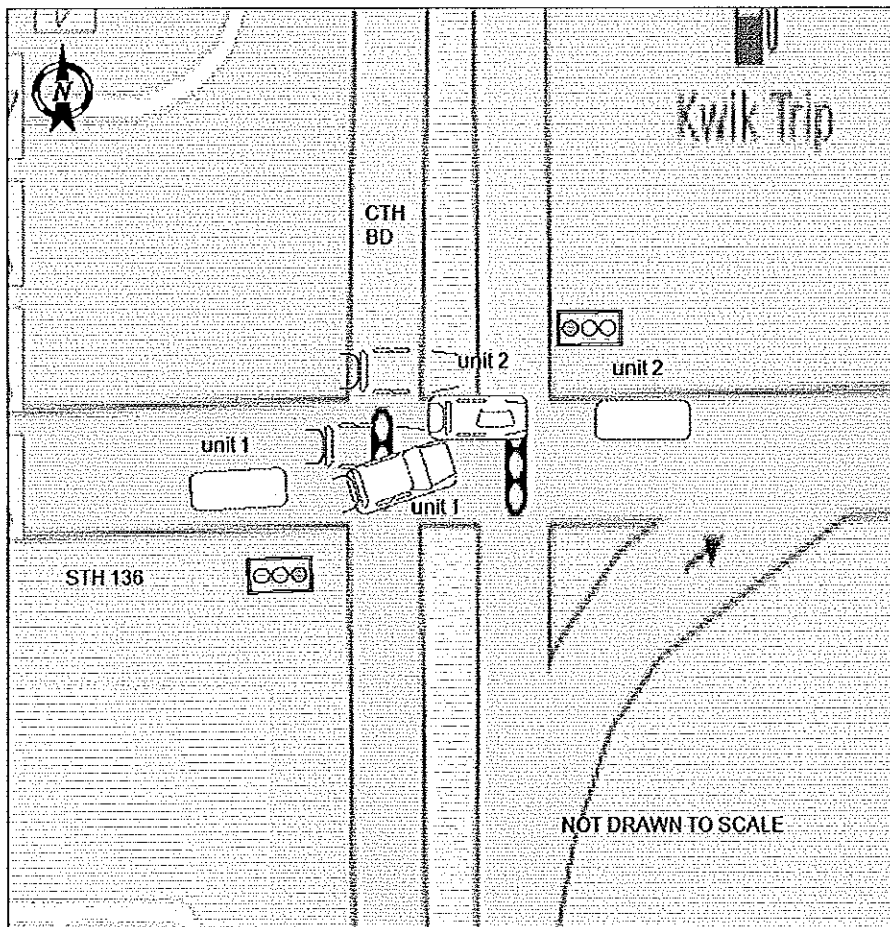 N
Kwik Trip
CTH
BD
unit 2
unit 2
unit 1
unit 1
STH 136
NOT DRAWN TO SCALE